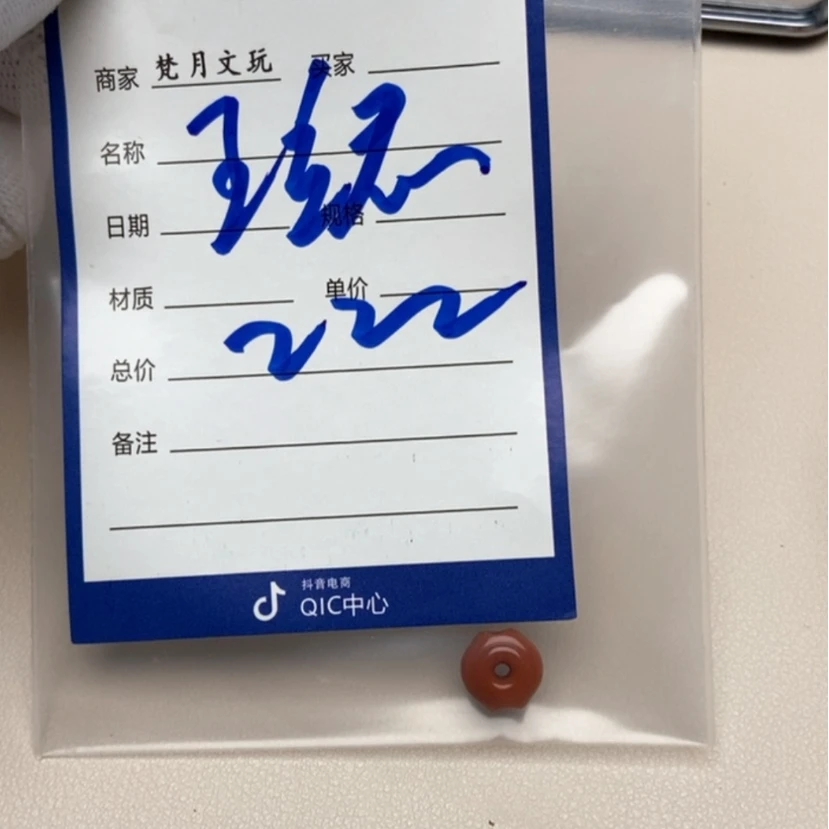 商家 梵月文玩 买家
名称
日期 规格
材质 单价
222
总价
备注
抖音电商
QIC中心